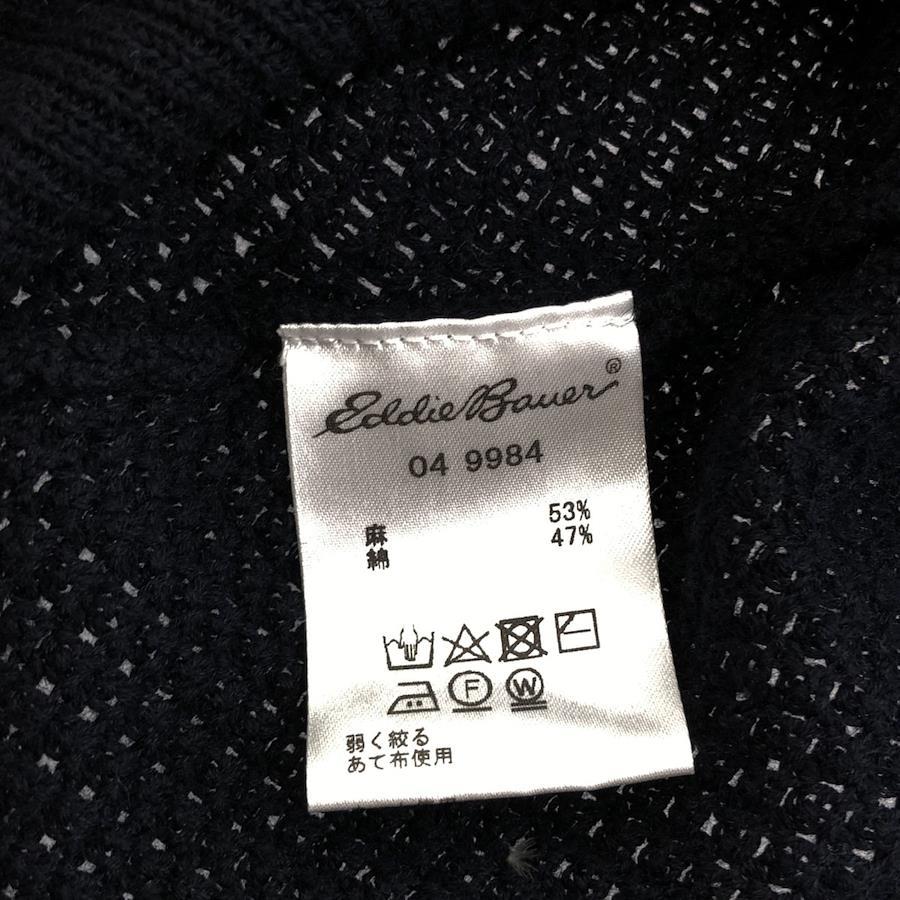 Eddie Bauer®
04 9984
麻 53%
綿 47%
F W
弱く絞る
あて布使用